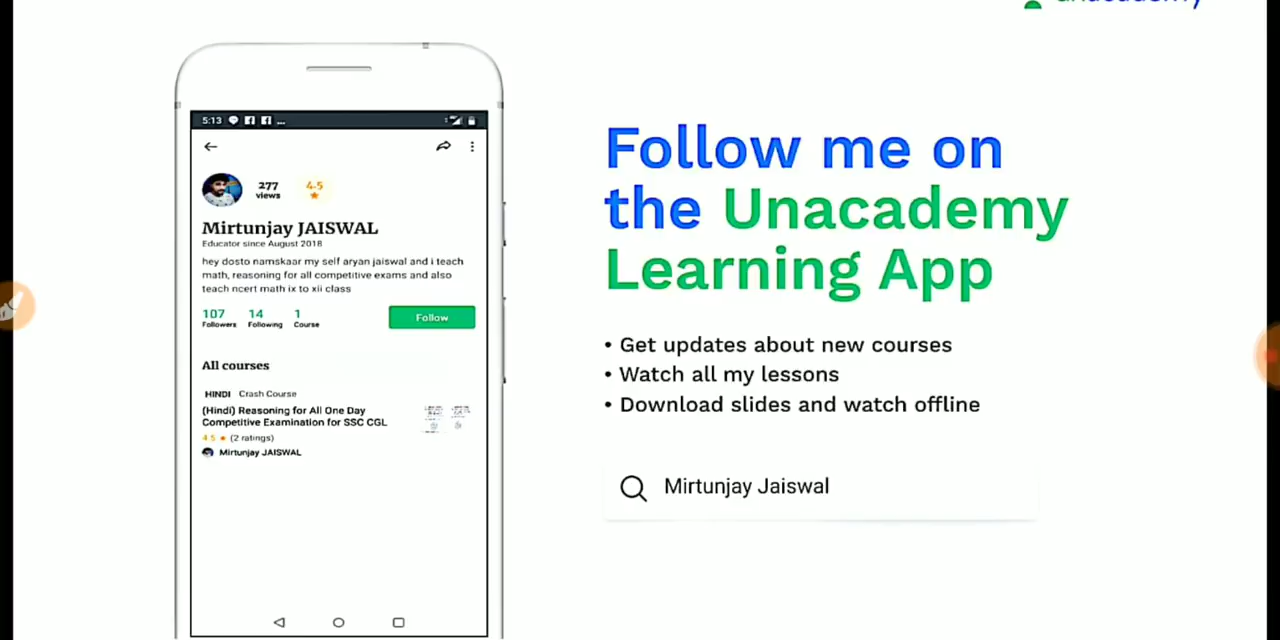 unacademy
5:13
277
views
4.5
Mirtunjay JAISWAL
Educator since August 2018
hey dosto namskaar my self aryan jaiswal and i teach
math, reasoning for all competitive exams and also
teach ncert math ix to xii class
107 14 1
Followers Following Course
Follow
All courses
HINDI Crash Course
(Hindi) Reasoning for All One Day
Competitive Examination for SSC CGL
4.5 ★ (2 ratings)
Mirtunjay JAISWAL
Follow me on
the Unacademy
Learning App
• Get updates about new courses
• Watch all my lessons
• Download slides and watch offline
Mirtunjay Jaiswal